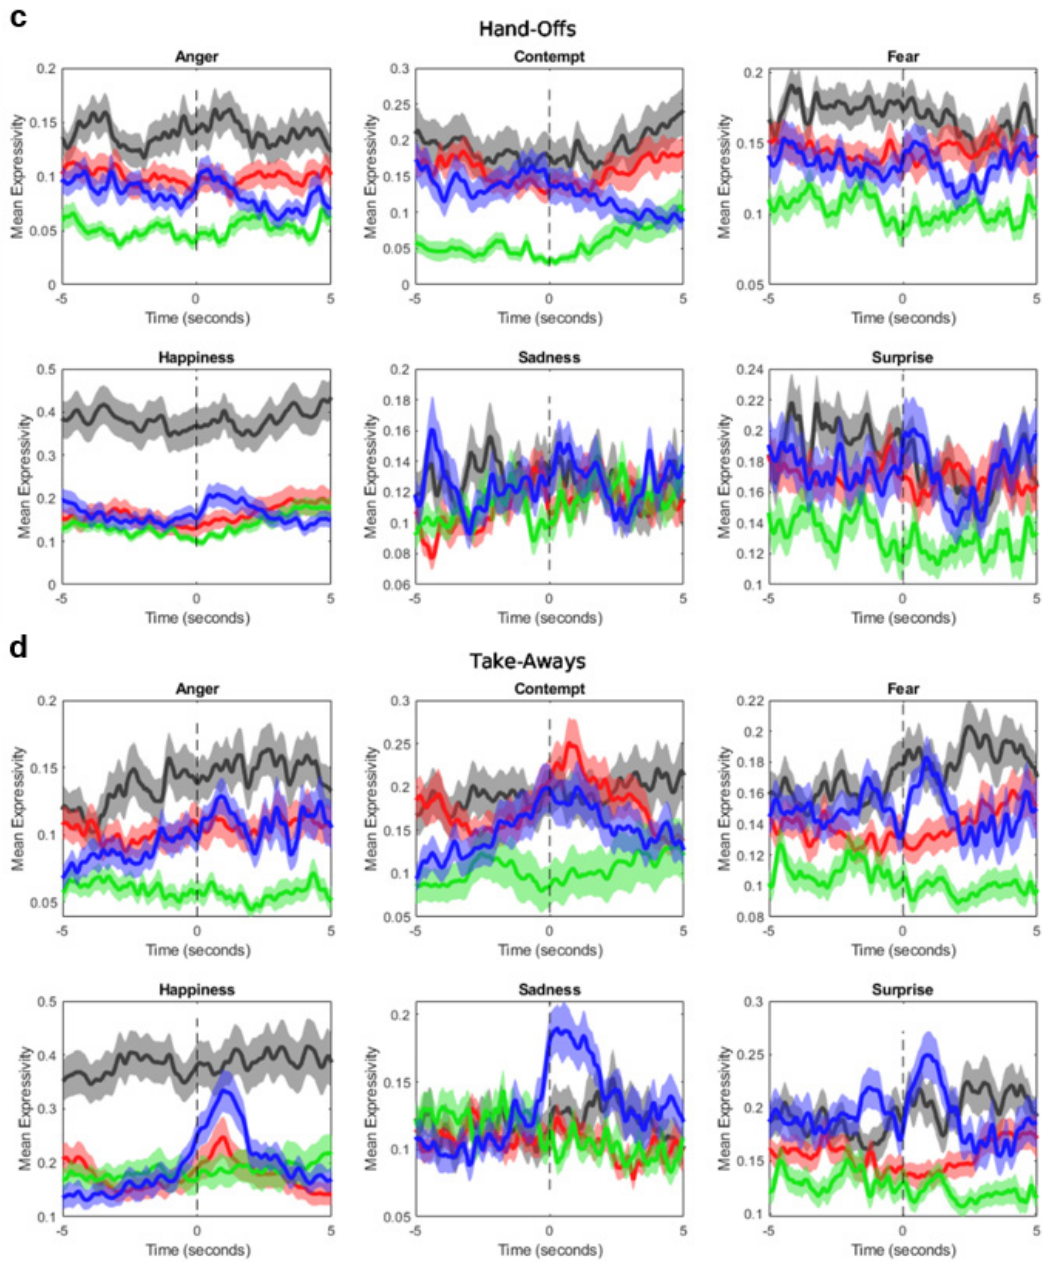 c
Hand-Offs
Anger Contempt Fear
0.2 0.3 0.2
0.25
0.15 0.2 0.15
0.1 0.15
0.1 0.1
0.05 0.05
0 0 0.05
Mean Expressivity Mean Expressivity Mean Expressivity
-5 0 5 -5 0 5 -5 0 5
Time (seconds) Time (seconds) Time (seconds)
Happiness Sadness Surprise
0.5 0.2 0.24
0.4 0.18 0.22
0.16 0.2
0.3 0.14 0.18
0.2 0.12 0.16
0.1 0.14
0.1 0.08 0.12
0 0.06 0.1
Mean Expressivity Mean Expressivity Mean Expressivity
-5 0 5 -5 0 5 -5 0 5
Time (seconds) Time (seconds) Time (seconds)
d
Take-Aways
Anger Contempt Fear
0.2 0.3 0.22
0.25 0.2
0.15 0.2 0.18
0.16
0.1 0.15 0.14
0.1 0.12
0.05 0.1
0.05 0.08
Mean Expressivity Mean Expressivity Mean Expressivity
-5 0 5 -5 0 5 -5 0 5
Time (seconds) Time (seconds) Time (seconds)
Happiness Sadness Surprise
0.5 0.2 0.3
0.4 0.15 0.25
0.3 0.1 0.2
0.2 0.15
0.1 0.05 0.1
Mean Expressivity Mean Expressivity Mean Expressivity
-5 0 5 -5 0 5 -5 0 5
Time (seconds) Time (seconds) Time (seconds)